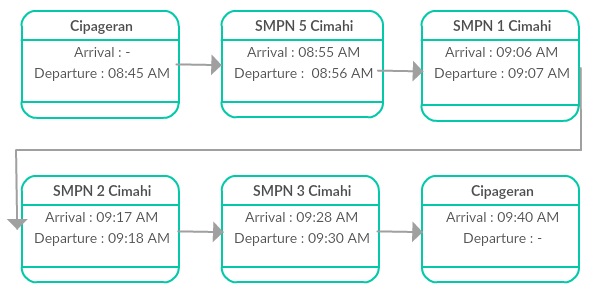 Cipageran
Arrival : -
Departure : 08:45 AM
SMPN 5 Cimahi
Arrival : 08:55 AM
Departure : 08:56 AM
SMPN 1 Cimahi
Arrival : 09:06 AM
Departure : 09:07 AM
SMPN 2 Cimahi
Arrival : 09:17 AM
Departure : 09:18 AM
SMPN 3 Cimahi
Arrival : 09:28 AM
Departure : 09:30 AM
Cipageran
Arrival : 09:40 AM
Departure : -